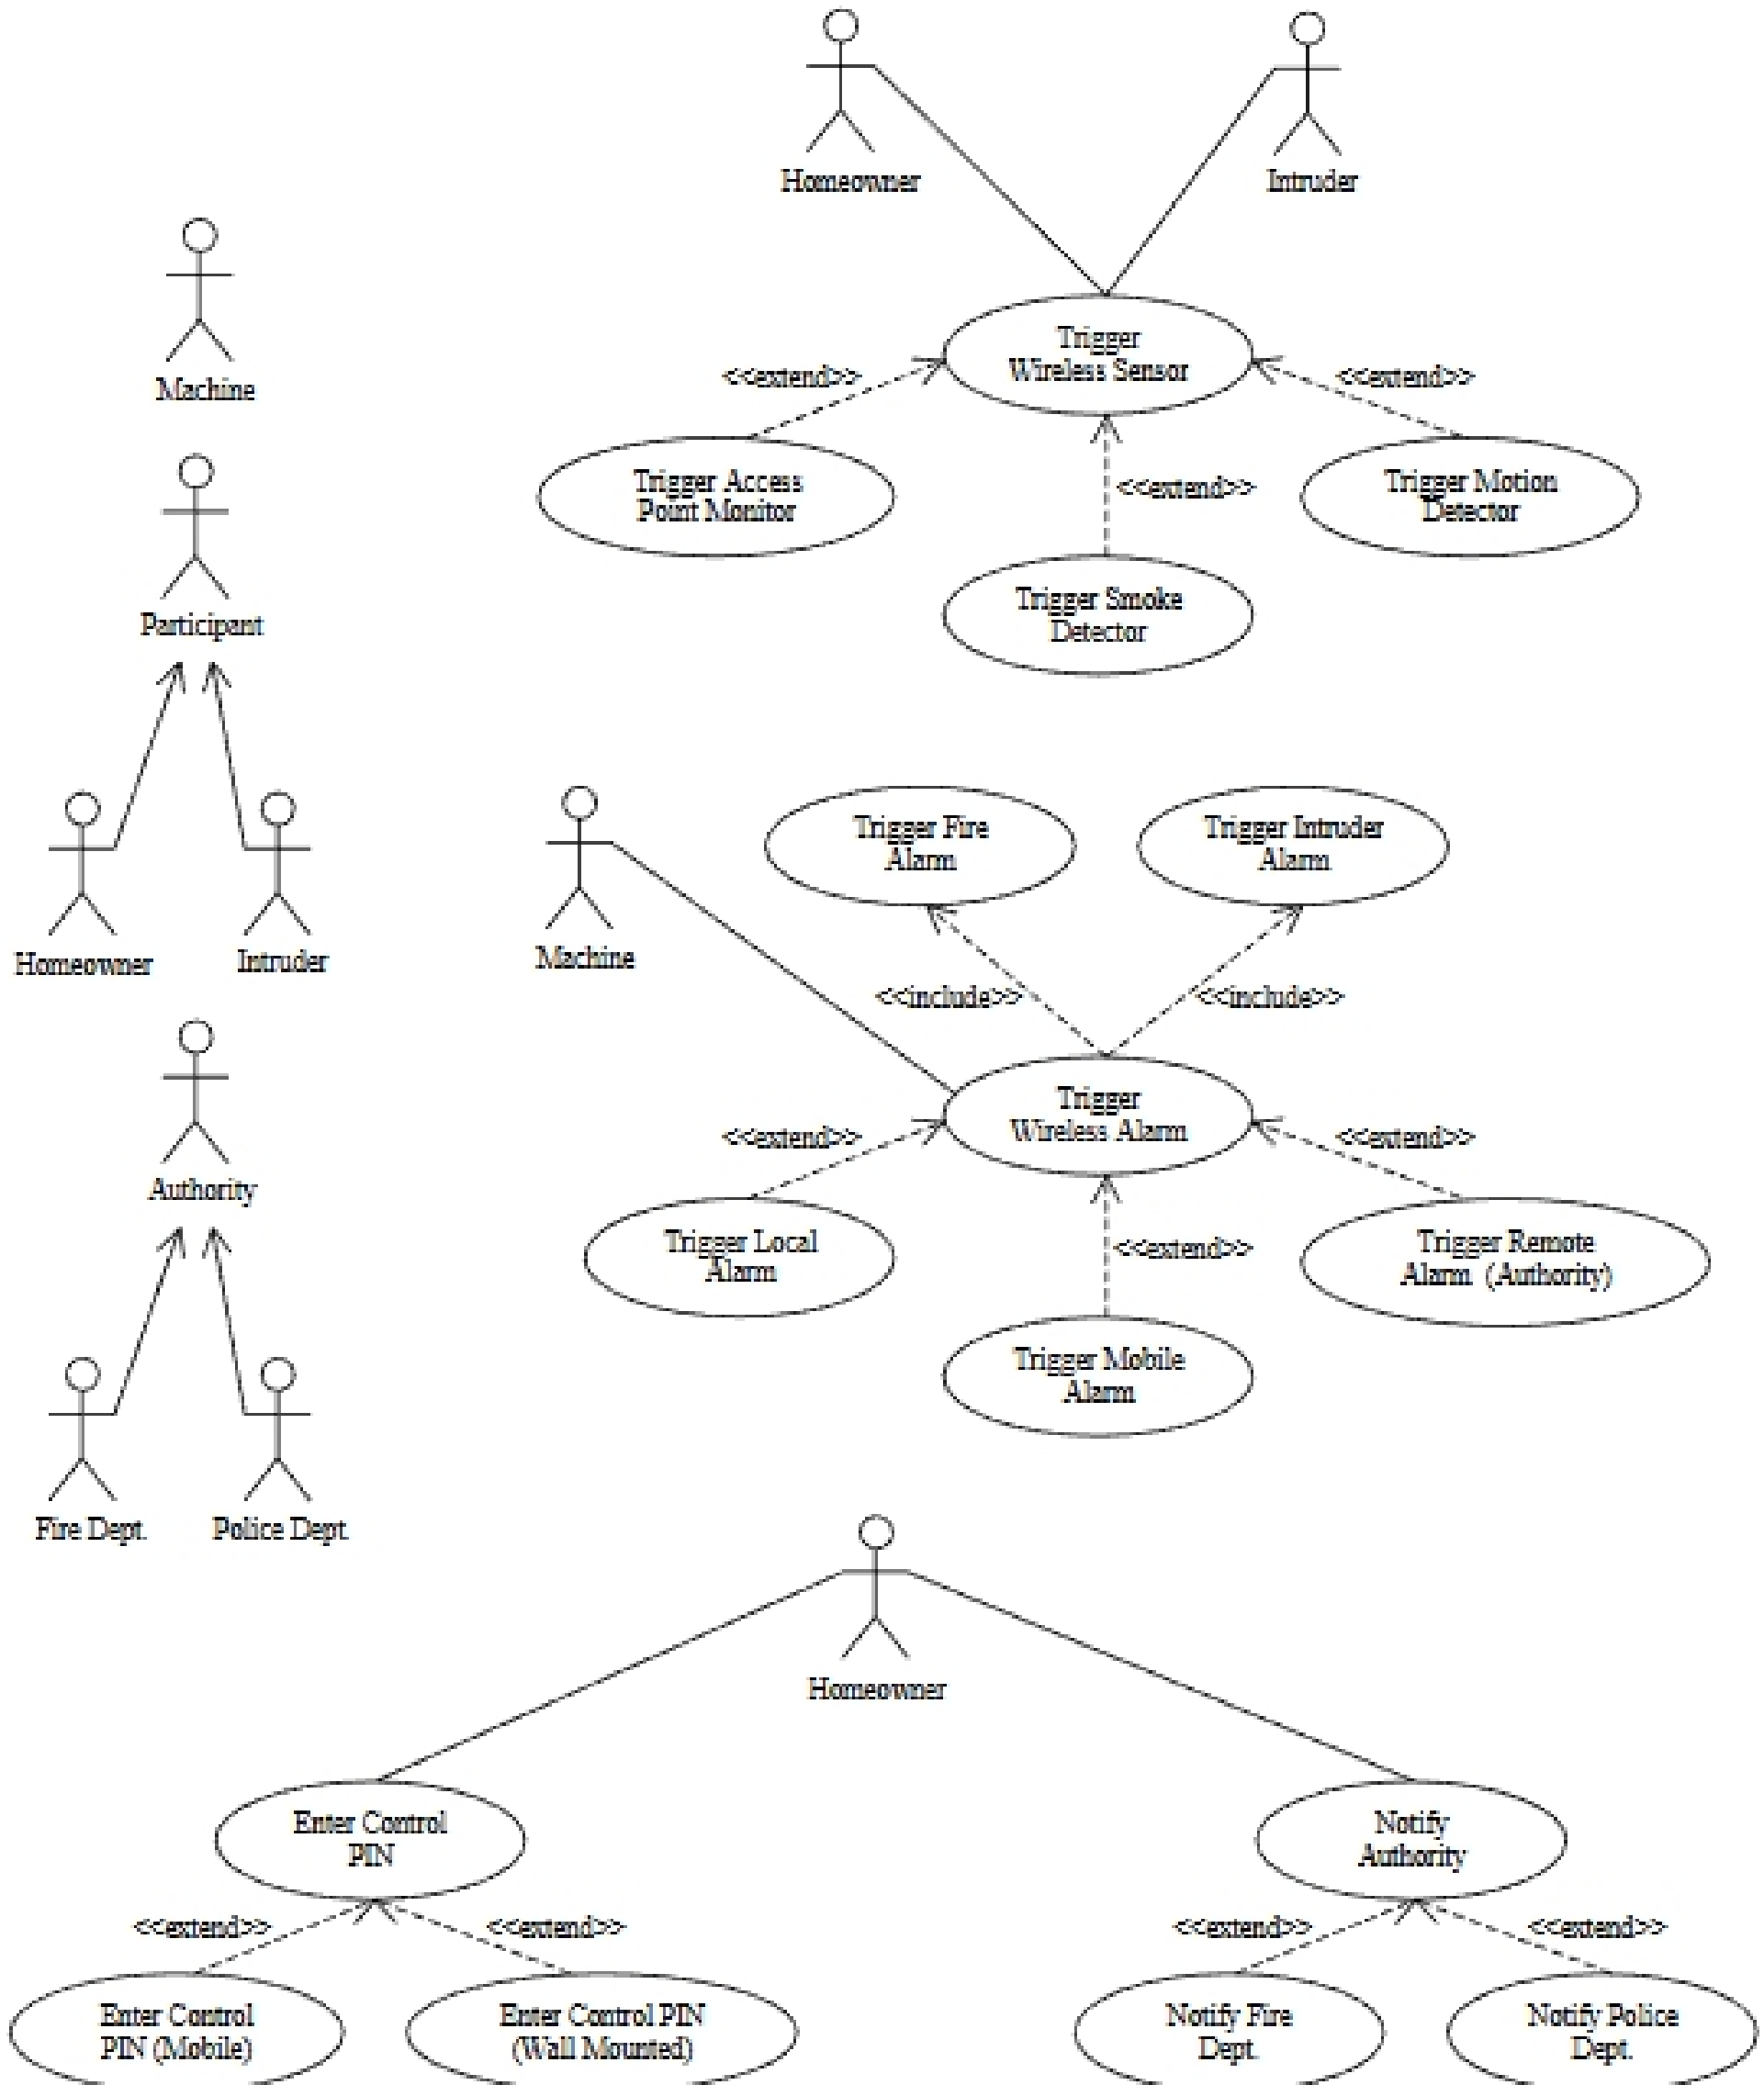 Homeowner
Intruder
Machine
Trigger
Wireless Sensor
<<extend>>
<<extend>>
Trigger Access
Point Monitor
<<extend>>
Trigger Motion
Detector
Trigger Smoke
Detector
Participant
Homeowner
Intruder
Machine
Trigger Fire
Alarm
Trigger Intruder
Alarm
<<include>>
<<include>>
Trigger
Wireless Alarm
<<extend>>
<<extend>>
Authority
Trigger Local
Alarm
<<extend>>
Trigger Remote
Alarm (Authority)
Trigger Mobile
Alarm
Fire Dept.
Police Dept.
Homeowner
Enter Control
PIN
Notify
Authority
<<extend>>
<<extend>>
<<extend>>
<<extend>>
Enter Control
PIN (Mobile)
Enter Control PIN
(Wall Mounted)
Notify Fire
Dept.
Notify Police
Dept.